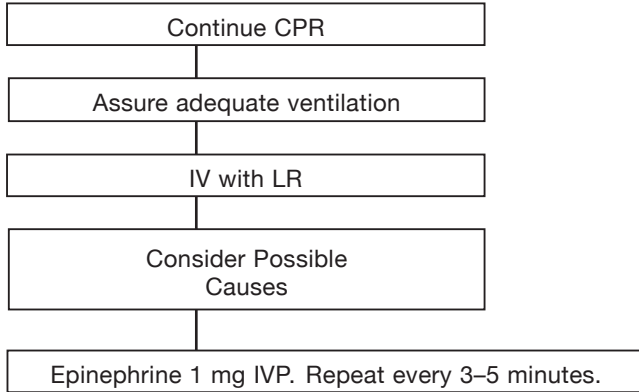 Continue CPR
Assure adequate ventilation
IV with LR
Consider Possible
Causes
Epinephrine 1 mg IVP. Repeat every 3–5 minutes.